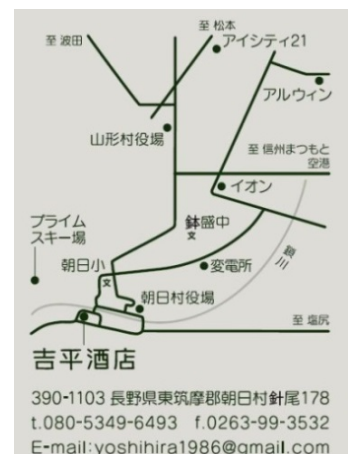 至 松本
至 波田
アイシティ21
アルウィン
山形村役場
至 信州まつもと
空港
イオン
鉢盛中
文
プライム
スキー場
鎖川
朝日小
文
変電所
朝日村役場
至 塩尻
吉平酒店
390-1103 長野県東筑摩郡朝日村針尾178
t.080-5349-6493 f.0263-99-3532
E-mail:yoshihira1986@gmail.com